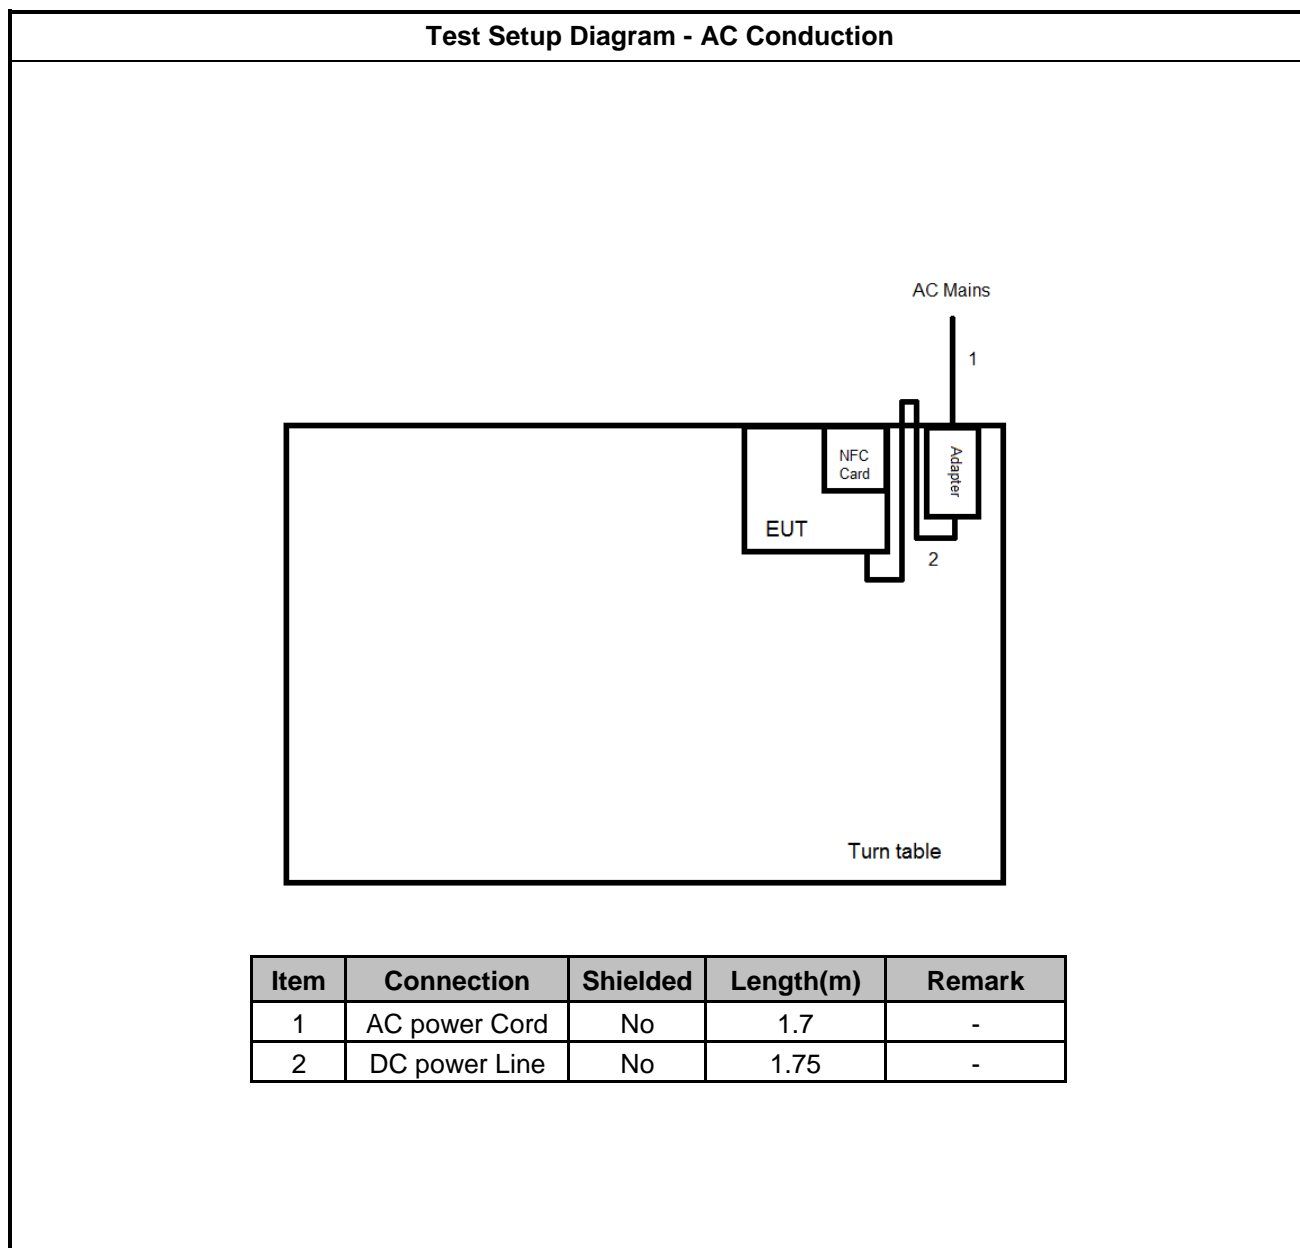 Test Setup Diagram - AC Conduction
AC Mains
1
NFC
Card
Adapter
EUT
2
Turn table
Item Connection Shielded Length(m) Remark
1 AC power Cord No 1.7 -
2 DC power Line No 1.75 -